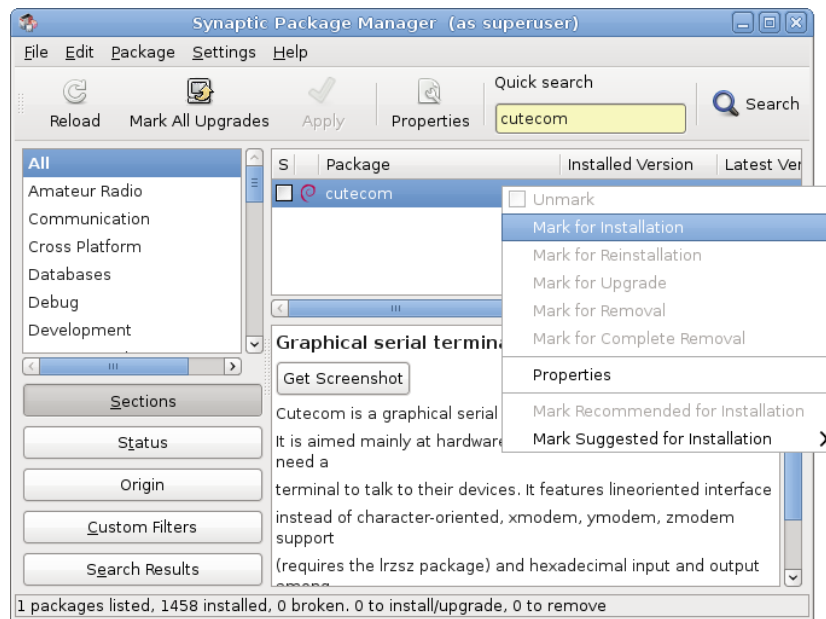 Synaptic Package Manager (as superuser)
File Edit Package Settings Help
Reload Mark All Upgrades Apply Properties
Quick search
cutecom
Search
All
Amateur Radio
Communication
Cross Platform
Databases
Debug
Development
Sections
Status
Origin
Custom Filters
Search Results
S Package Installed Version Latest Ver
cutecom
Unmark
Mark for Installation
Mark for Reinstallation
Mark for Upgrade
Mark for Removal
Mark for Complete Removal
Properties
Mark Recommended for Installation
Mark Suggested for Installation
Graphical serial termin
Get Screenshot
Cutecom is a graphical serial
It is aimed mainly at hardware
need a
terminal to talk to their devices. It features lineoriented interface
instead of character-oriented, xmodem, ymodem, zmodem
support
(requires the lrzsz package) and hexadecimal input and output
1 packages listed, 1458 installed, 0 broken. 0 to install/upgrade, 0 to remove